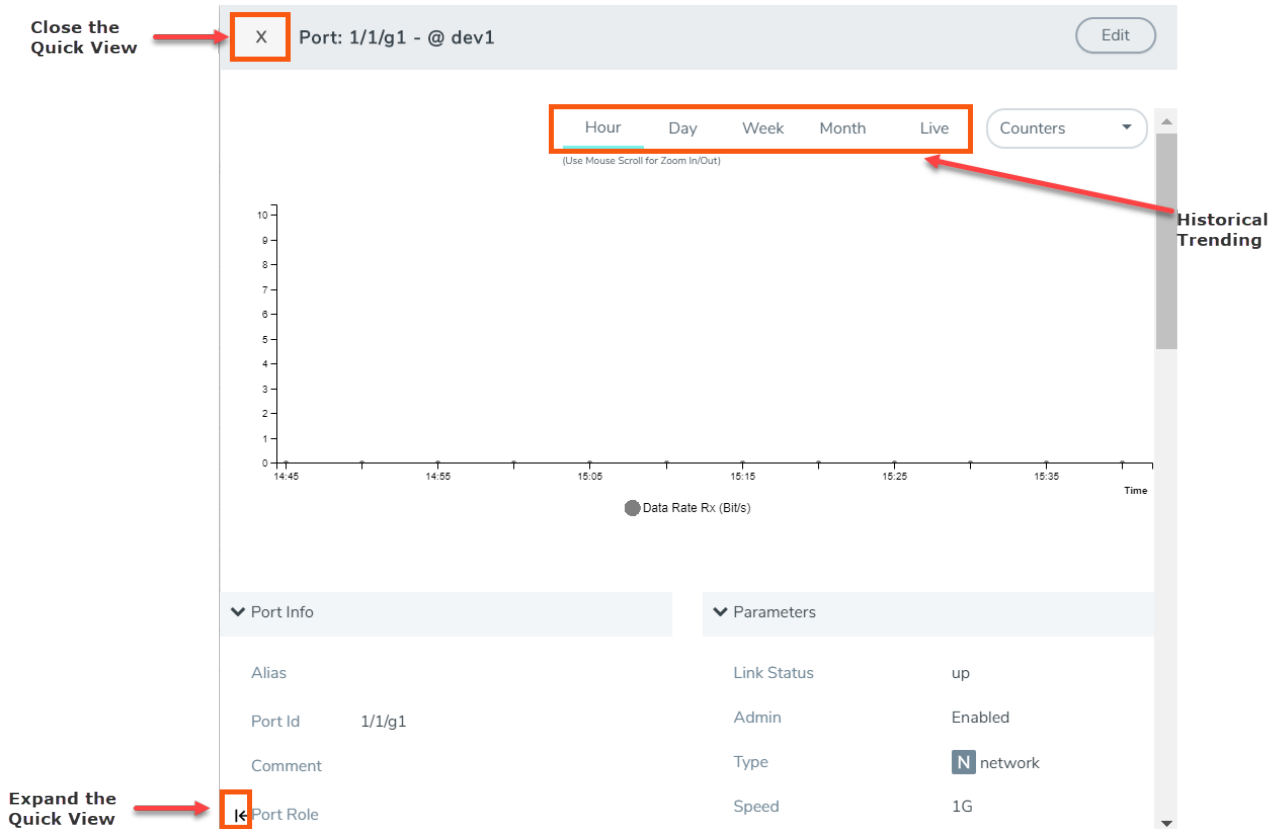 Close the
Quick View
X Port: 1/1/g1 - @ dev1
Edit
Hour Day Week Month Live
Counters
(Use Mouse Scroll for Zoom In/Out)
Historical
Trending
10
9
8
7
6
5
4
3
2
1
0
14:45 14:55 15:05 15:15 15:25 15:35
Time
Data Rate Rx (Bit/s)
Port Info
Alias
Port Id 1/1/g1
Comment
Port Role
Parameters
Link Status up
Admin Enabled
Type N network
Speed 1G
Expand the
Quick View